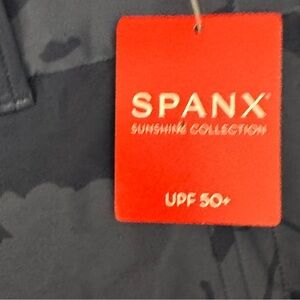 SPANX®
SUNSHINE COLLECTION
UPF 50+